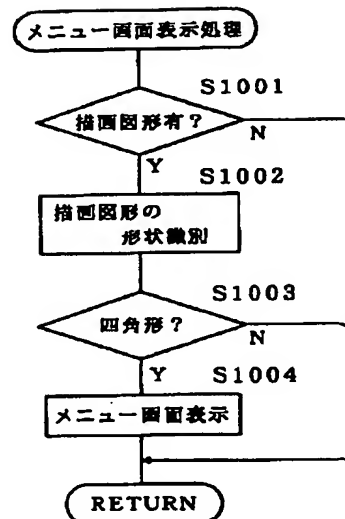 メニュー画面表示処理
S1001
描画図形有?
N
Y
S1002
描画図形の
形状識別
S1003
四角形?
N
Y
S1004
メニュー画面表示
RETURN